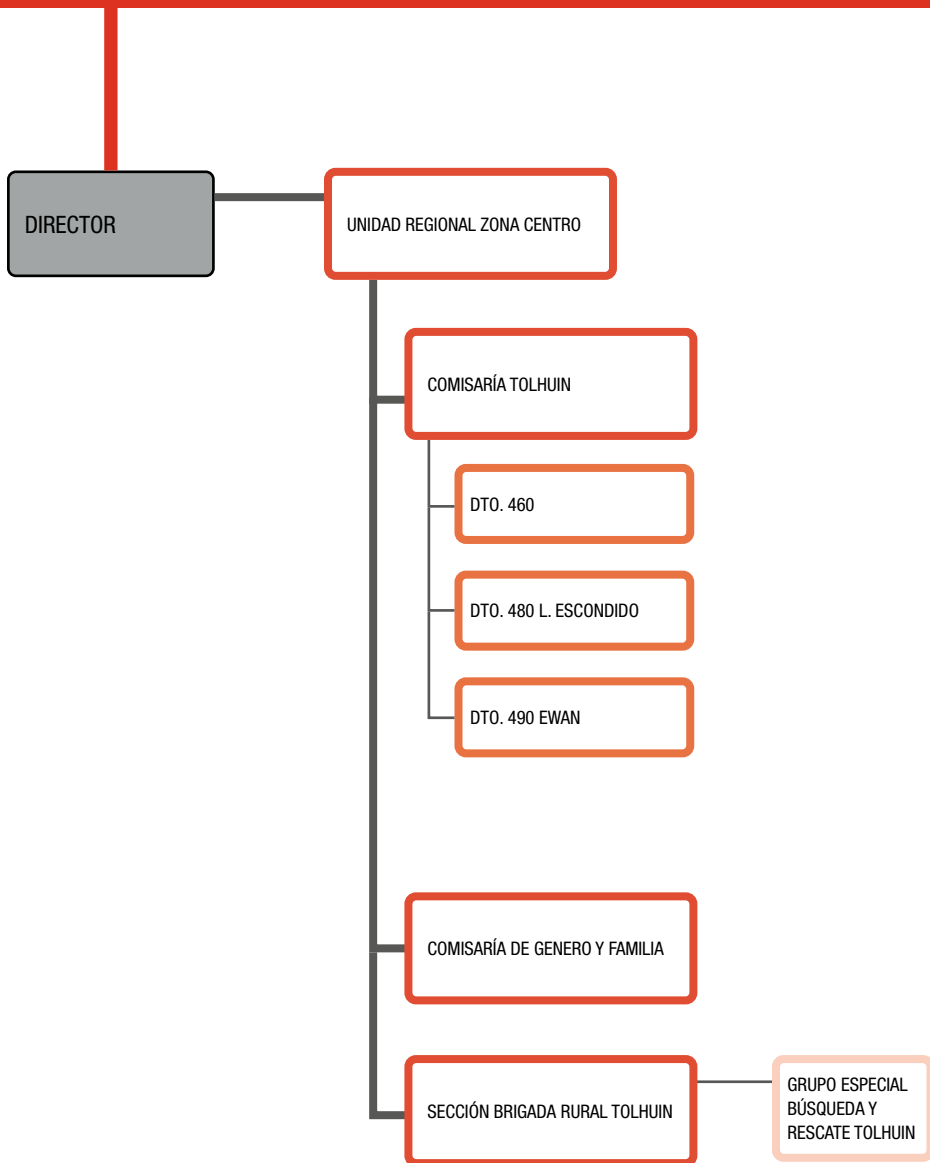 DIRECTOR
UNIDAD REGIONAL ZONA CENTRO
COMISARÍA TOLHUIN
DTO. 460
DTO. 480 L. ESCONDIDO
DTO. 490 EWAN
COMISARÍA DE GENERO Y FAMILIA
SECCIÓN BRIGADA RURAL TOLHUIN
GRUPO ESPECIAL
BÚSQUEDA Y
RESCATE TOLHUIN